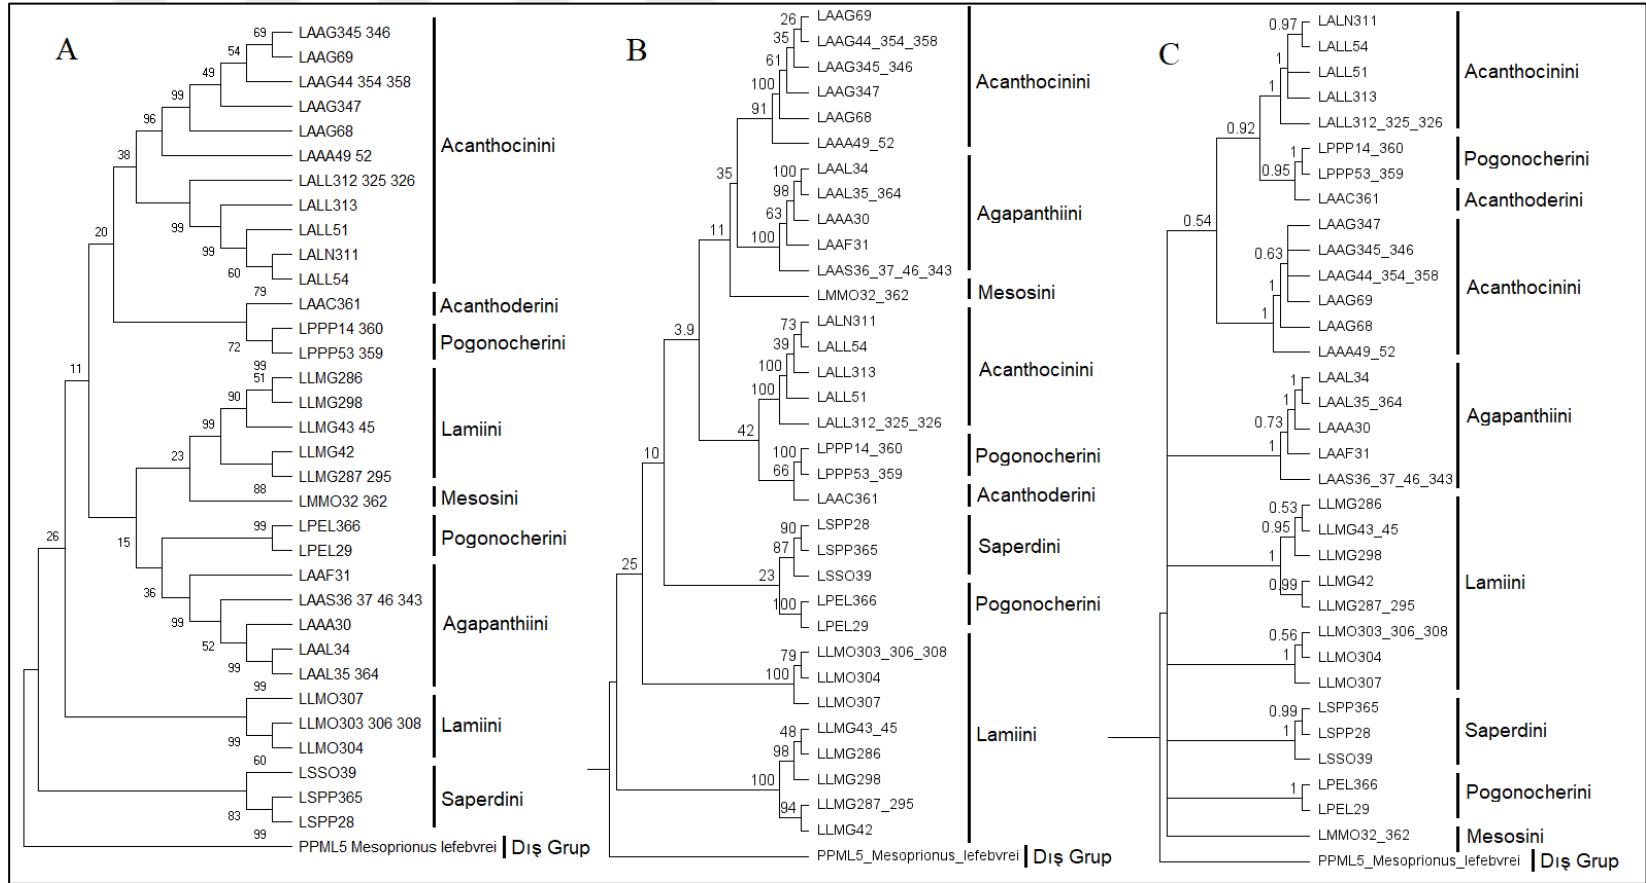 A
69
LAAG345 346
54
LAAG69
49
LAAG44 354 358
99
LAAG347
96
LAAG68
38
LAAA49 52
LALL312 325 326
99
LALL313
99
LALL51
LALN311
60
LALL54
20
79
LAAC361
LPPP14 360
72
LPPP53 359
11
99
51
LLMG286
90
LLMG298
99
LLMG43 45
23
LLMG42
LLMG287 295
88
LMMO32 362
26
15
99
LPEL366
LPEL29
36
LAAF31
99
LAAS36 37 46 343
52
LAAA30
LAAL34
99
LAAL35 364
99
LLMO307
LLMO303 306 308
99
LLMO304
60
LSSO39
LSPP365
83
LSPP28
99
PPML5 Mesoprionus lefebvrei
Acanthocinini
Acanthoderini
Pogonocherini
Lamiini
Mesosini
Pogonocherini
Agapanthiini
Lamiini
Saperdini
Dış Grup
B
26
LAAG69
35
LAAG44_354_358
61
LAAG345_346
100
LAAG347
91
LAAG68
LAAA49_52
35
100
LAAL34
98
LAAL35_364
63
LAAA30
100
LAAF31
LAAS36_37_46_343
11
LMMO32_362
3.9
73
LALN311
39
LALL54
100
LALL313
100
LALL51
LALL312_325_326
42
100
LPPP14_360
66
LPPP53_359
LAAC361
10
90
LSPP28
87
LSPP365
23
LSSO39
100
LPEL366
LPEL29
25
79
LLMO303_306_308
100
LLMO304
LLMO307
48
LLMG43_45
98
LLMG286
100
LLMG298
94
LLMG287_295
LLMG42
PPML5_Mesoprionus_lefebvrei
Acanthocinini
Agapanthiini
Mesosini
Acanthocinini
Pogonocherini
Acanthoderini
Saperdini
Pogonocherini
Lamiini
Dış Grup
C
0.97
LALN311
LALL54
1
LALL51
1
LALL313
LALL312_325_326
0.92
1
LPPP14_360
0.95
LPPP53_359
LAAC361
0.54
LAAG347
0.63
LAAG345_346
LAAG44_354_358
1
LAAG69
1
LAAG68
LAAA49_52
1
LAAL34
1
LAAL35_364
0.73
LAAA30
1
LAAF31
LAAS36_37_46_343
0.53
LLMG286
0.95
LLMG43_45
1
LLMG298
0.99
LLMG42
LLMG287_295
0.56
LLMO303_306_308
1
LLMO304
LLMO307
0.99
LSPP365
1
LSPP28
LSSO39
1
LPEL366
LPEL29
LMMO32_362
PPML5_Mesoprionus_lefebvrei
Acanthocinini
Pogonocherini
Acanthoderini
Acanthocinini
Agapanthiini
Lamiini
Saperdini
Pogonocherini
Mesosini
Dış Grup